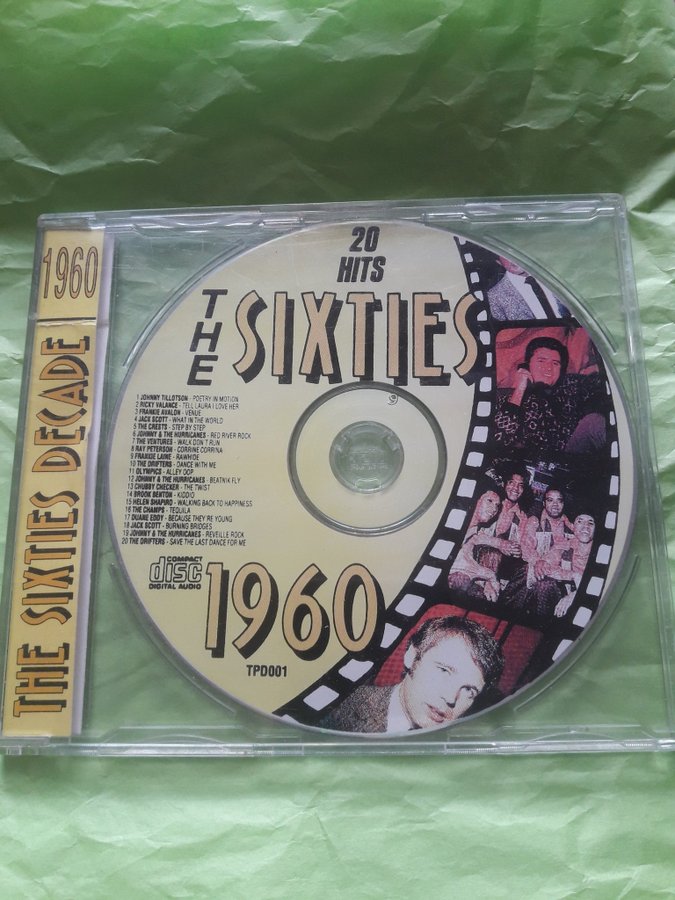 1960
THE SIXTIES DECADE
20
HITS
THE SIXTIES
1 JOHNNY TILLOTSON - POETRY IN MOTION
2 RICKY VALANCE - TELL LAURA I LOVE HER
3 FRANKIE AVALON - VENUE
4 JACK SCOTT - WHAT IN THE WORLD
5 THE CRESTS - STEP BY STEP
6 JOHNNY & THE HURRICANES - RED RIVER ROCK
7 THE VENTURES - WALK DON'T RUN
8 RAY PETERSON - CORRINE CORRINA
9 FRANKIE LAINE - RAWHIDE
10 THE DRIFTERS - DANCE WITH ME
11 OLYMPICS - ALLEY OOP
12 JOHNNY & THE HURRICANES - BEATNIK FLY
13 CHUBBY CHECKER - THE TWIST
14 BROOK BENTON - KIDDIO
15 HELEN SHAPIRO - WALKING BACK TO HAPPINESS
16 THE CHAMPS - TEQUILA
17 DUANE EDDY - BECAUSE THEY'RE YOUNG
18 JACK SCOTT - BURNING BRIDGES
19 JOHNNY & THE HURRICANES - REVEILLE ROCK
20 THE DRIFTERS - SAVE THE LAST DANCE FOR ME
COMPACT
disc
DIGITAL AUDIO
1960
TPD001